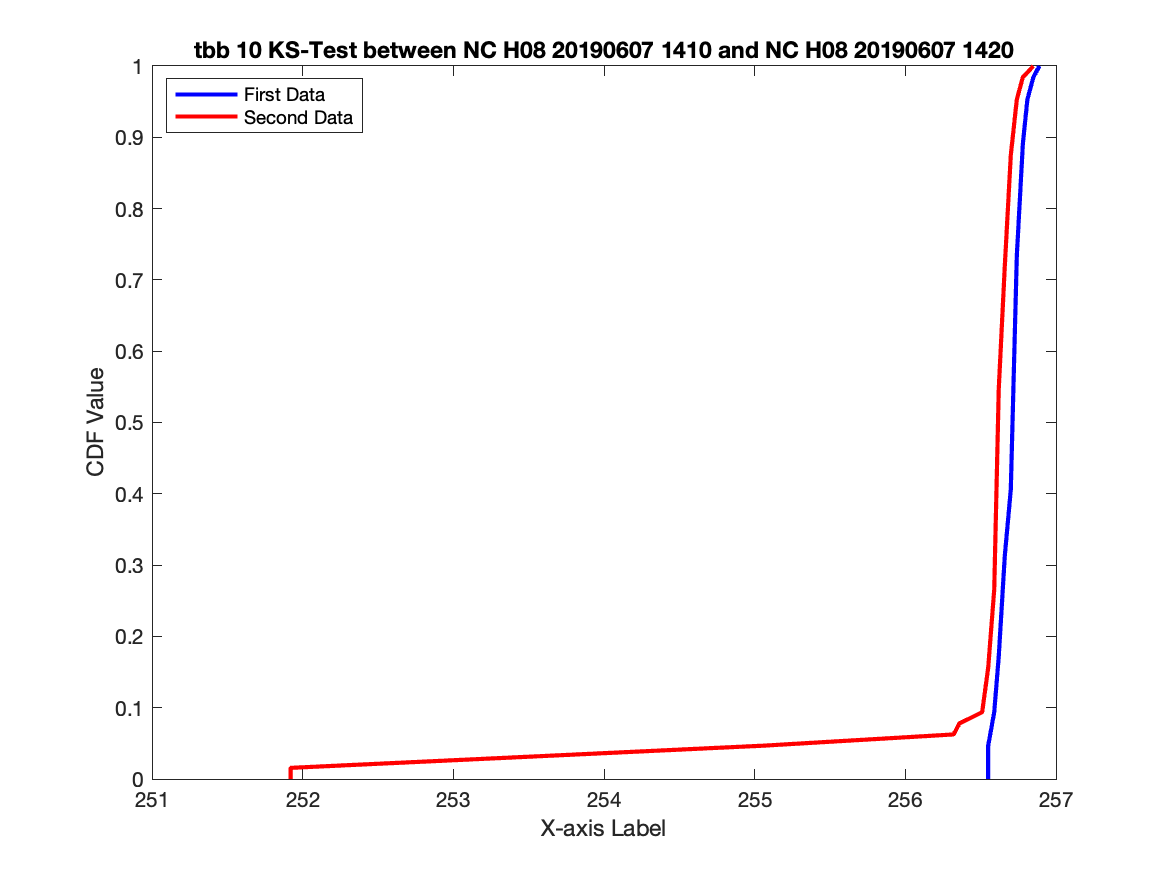 tbb 10 KS-Test between NC H08 20190607 1410 and NC H08 20190607 1420
First Data
Second Data
1
0.9
0.8
0.7
0.6
0.5
0.4
0.3
0.2
0.1
0
CDF Value
251 252 253 254 255 256 257
X-axis Label